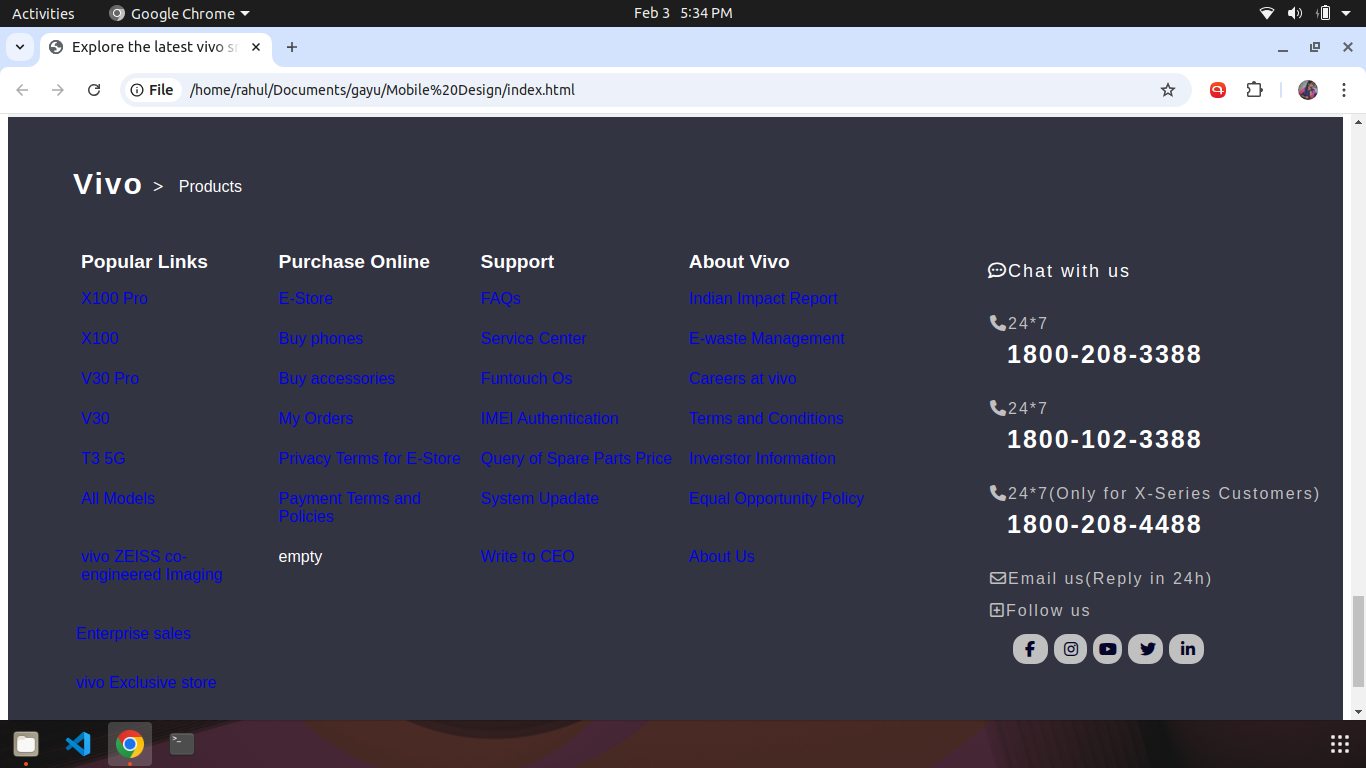 Activities Google Chrome Feb 3 5:34 PM
Explore the latest vivo s
File /home/rahul/Documents/gayu/Mobile%20Design/index.html
Vivo > Products
Popular Links
X100 Pro
X100
V30 Pro
V30
T3 5G
All Models
vivo ZEISS co-
engineered Imaging
Enterprise sales
vivo Exclusive store
Purchase Online
E-Store
Buy phones
Buy accessories
My Orders
Privacy Terms for E-Store
Payment Terms and
Policies
empty
Support
FAQs
Service Center
Funtouch Os
IMEI Authentication
Query of Spare Parts Price
System Upadate
Write to CEO
About Vivo
Indian Impact Report
E-waste Management
Careers at vivo
Terms and Conditions
Inverstor Information
Equal Opportunity Policy
About Us
Chat with us
24*7
1800-208-3388
24*7
1800-102-3388
24*7(Only for X-Series Customers)
1800-208-4488
Email us(Reply in 24h)
Follow us